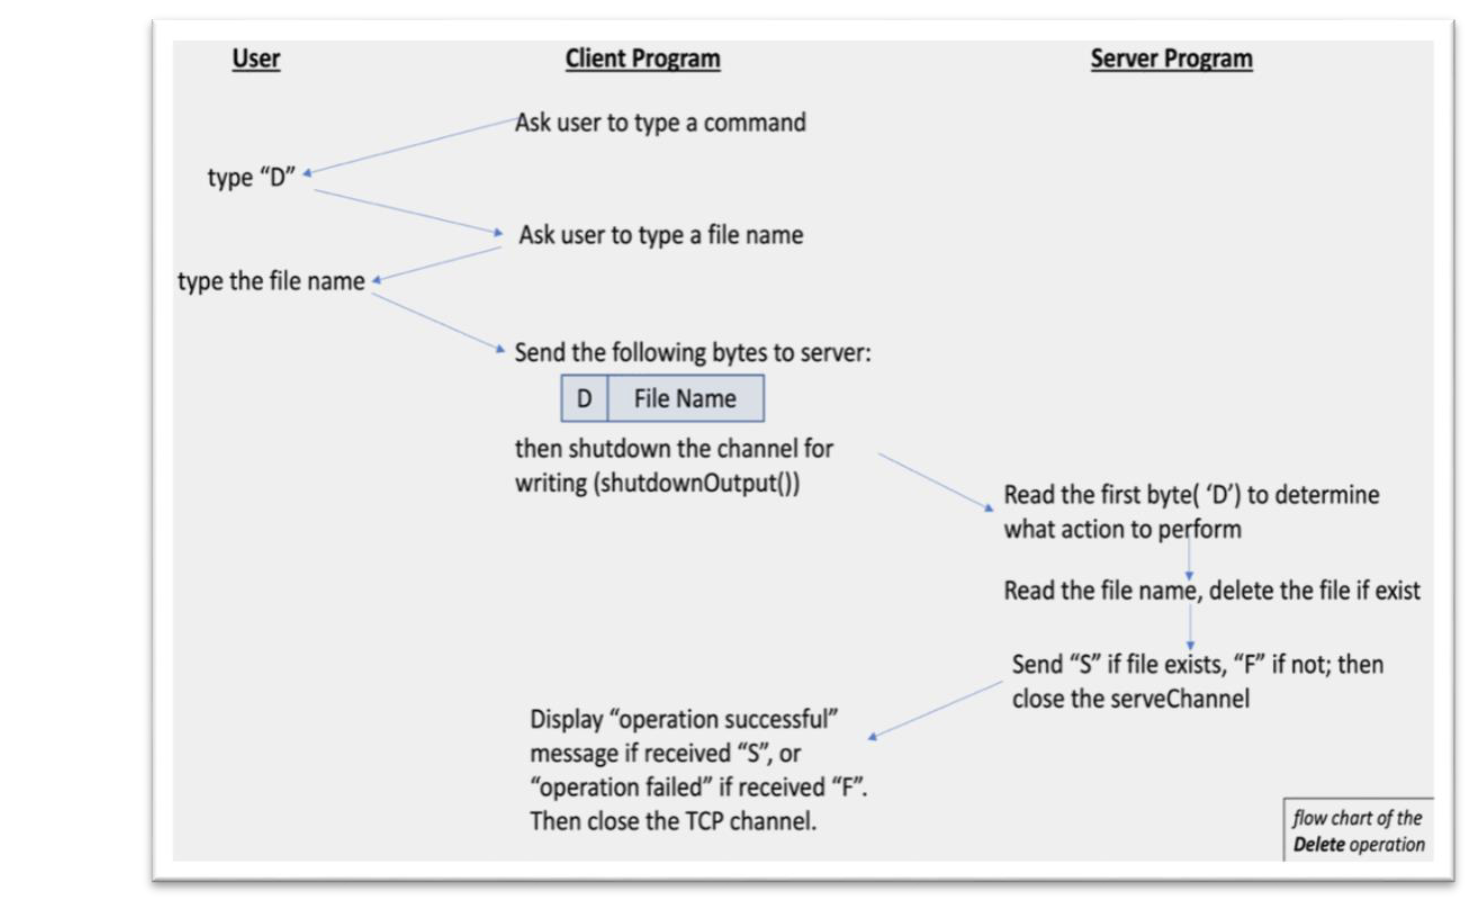 User
Client Program
Server Program
Ask user to type a command
type “D”
Ask user to type a file name
type the file name
Send the following bytes to server:
D
File Name
then shutdown the channel for
writing (shutdownOutput())
Read the first byte( ‘D’) to determine
what action to perform
Read the file name, delete the file if exist
Send “S” if file exists, “F” if not; then
close the serveChannel
Display “operation successful”
message if received “S”, or
“operation failed” if received “F”.
Then close the TCP channel.
flow chart of the
Delete operation